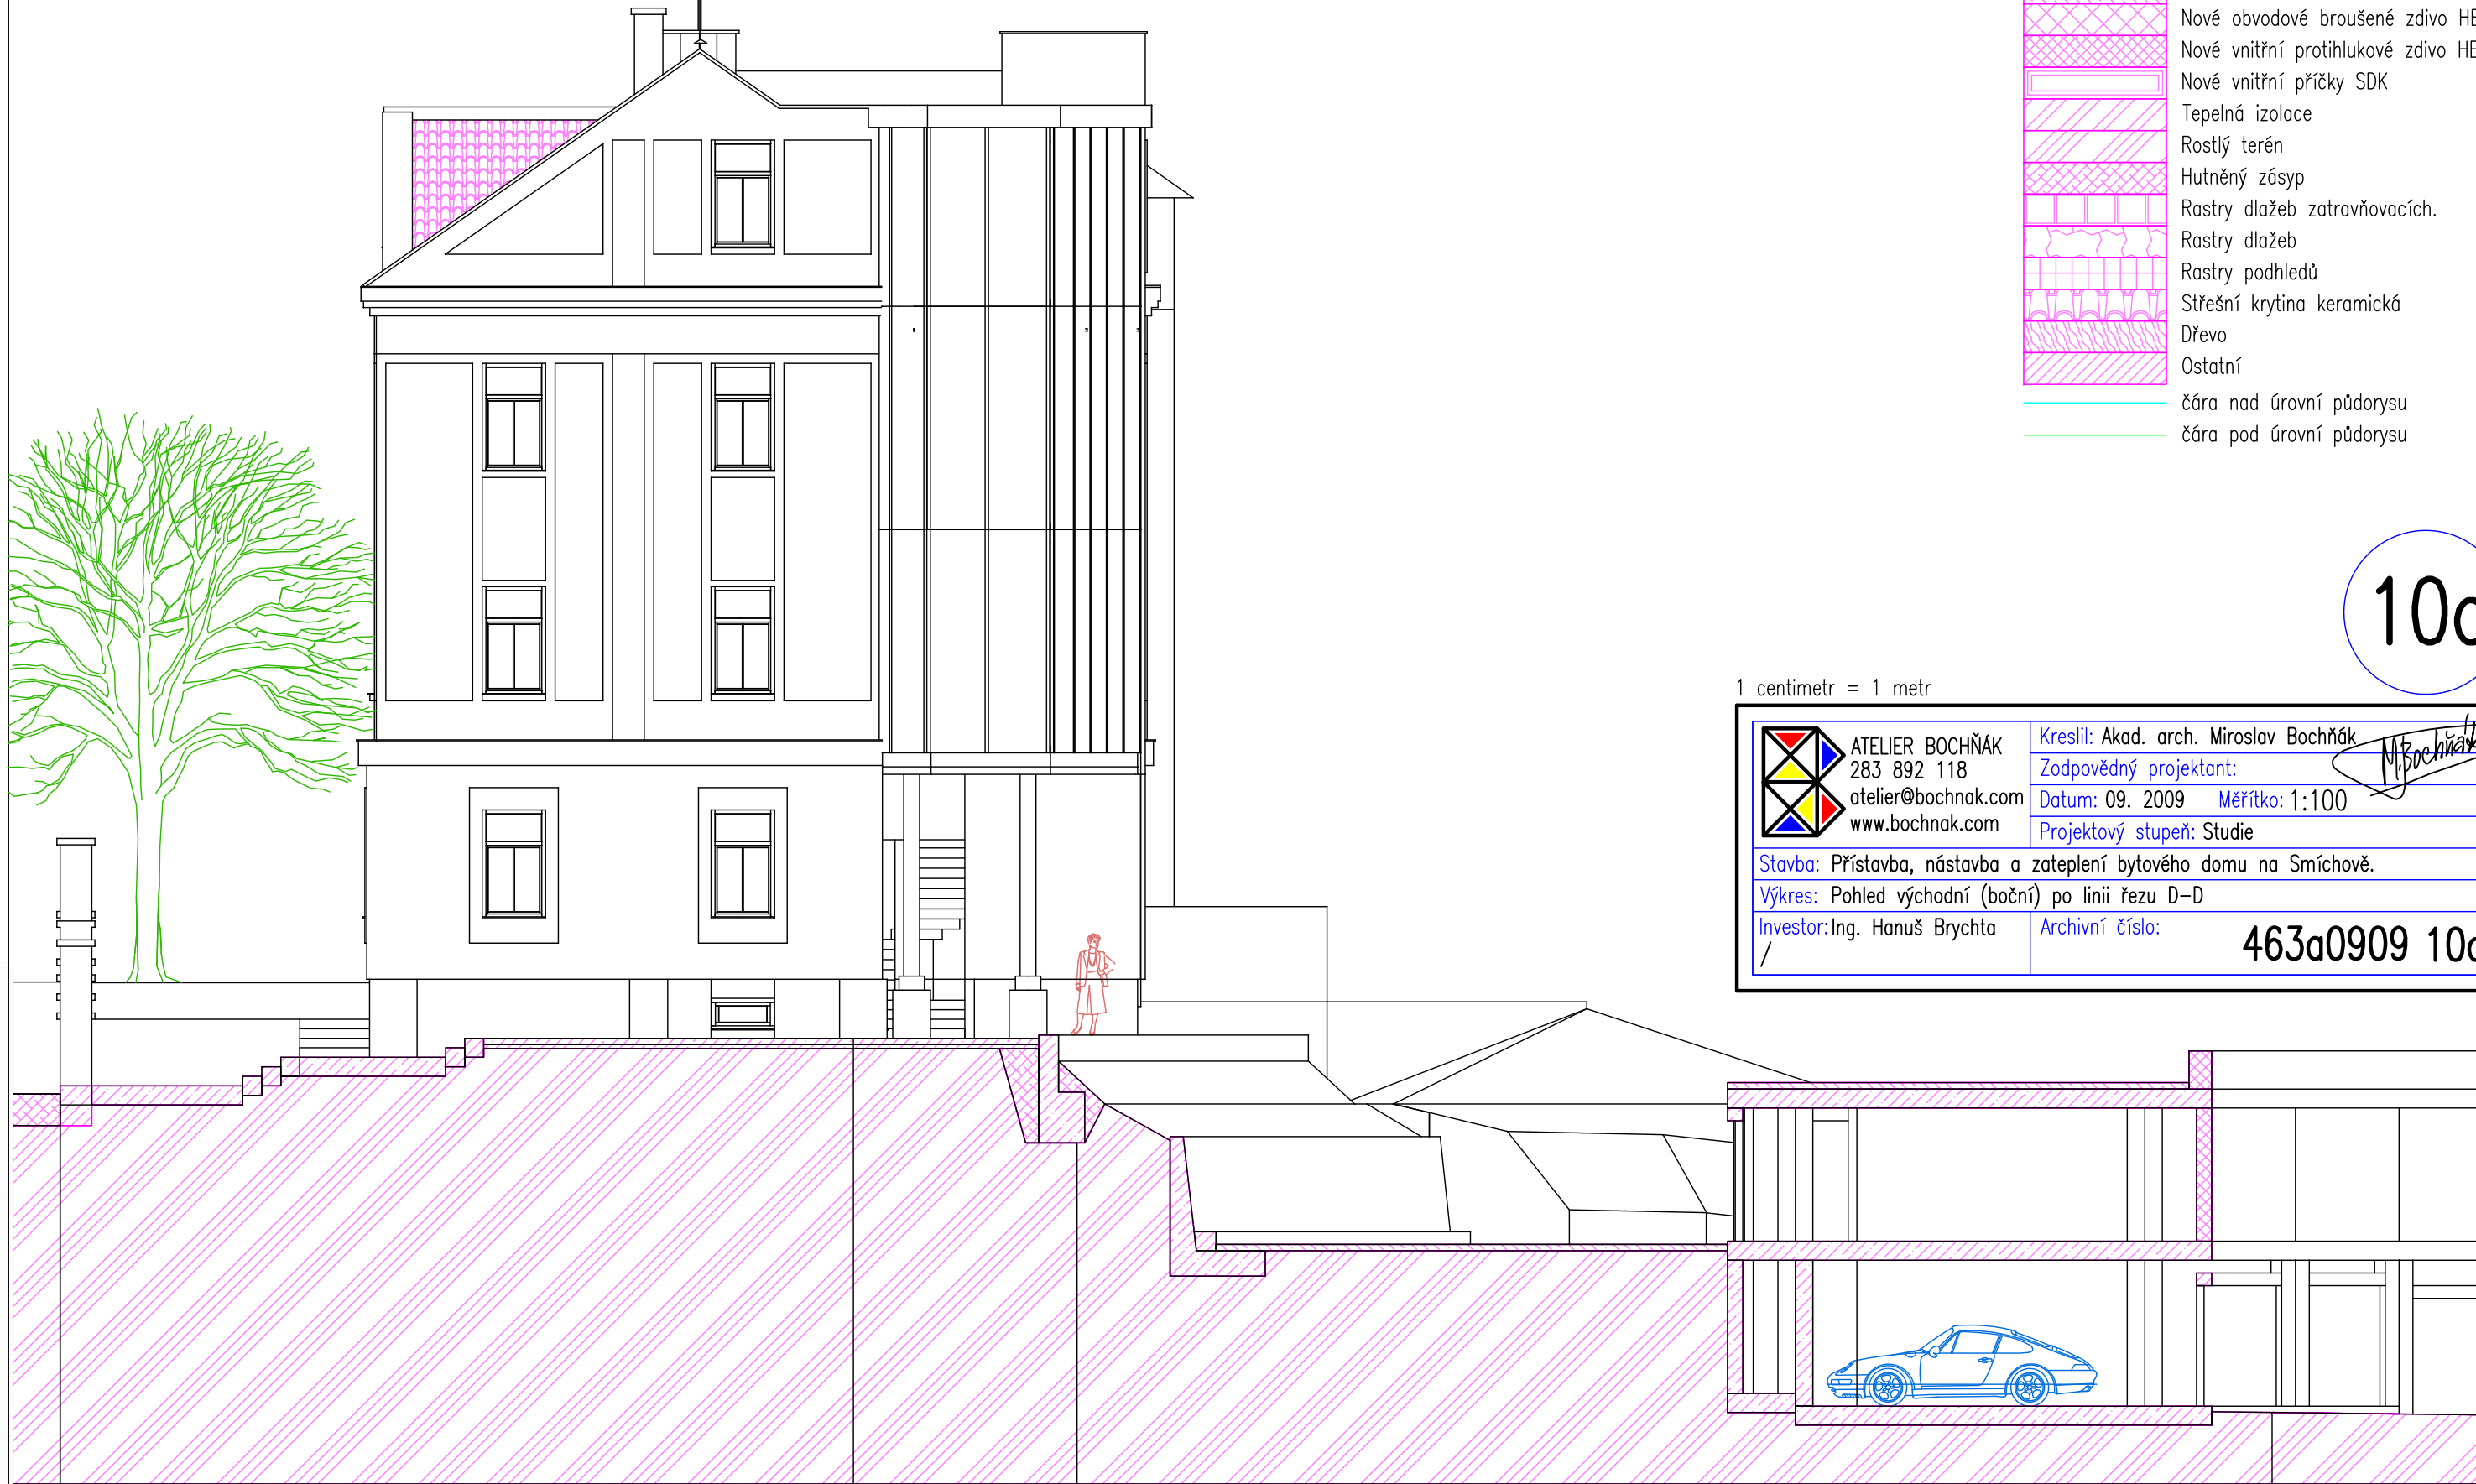 Nové obvodové broušené zdivo
Nové vnitřní protihlukové zdivo
Nové vnitřní příčky SDK
Tepelná izolace
Rostlý terén
Hutněný zásyp
Rastry dlažeb zatravňovacích.
Rastry dlažeb
Rastry podhledů
Střešní krytina keramická
Dřevo
Ostatní
čára nad úrovní půdorysu
čára pod úrovní půdorysu
1 centimetr = 1 metr
ATELIER BOCHŇÁK
283 892 118
atelier@bochnak.com
www.bochnak.com
Kreslil: Akad. arch. Miroslav Bochňák
M.Bochňák
Zodpovědný projektant:
Datum: 09. 2009 Měřítko: 1:100
Projektový stupeň: Studie
Stavba: Přístavba, nástavba a zateplení bytového domu na Smíchově.
Výkres: Pohled východní (boční) po linii řezu D-D
Investor: Ing. Hanuš Brychta
/
Archivní číslo:
463a0909